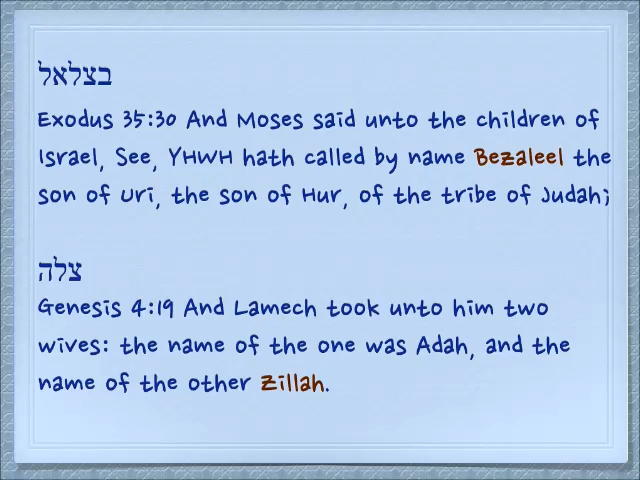 בצלאל
Exodus 35:30 And Moses said unto the children of
Israel, See, YHWH hath called by name Bezaleel the
son of Uri, the son of Hur, of the tribe of Judah;
צלה
Genesis 4:19 And Lamech took unto him two
wives: the name of the one was Adah, and the
name of the other Zillah.